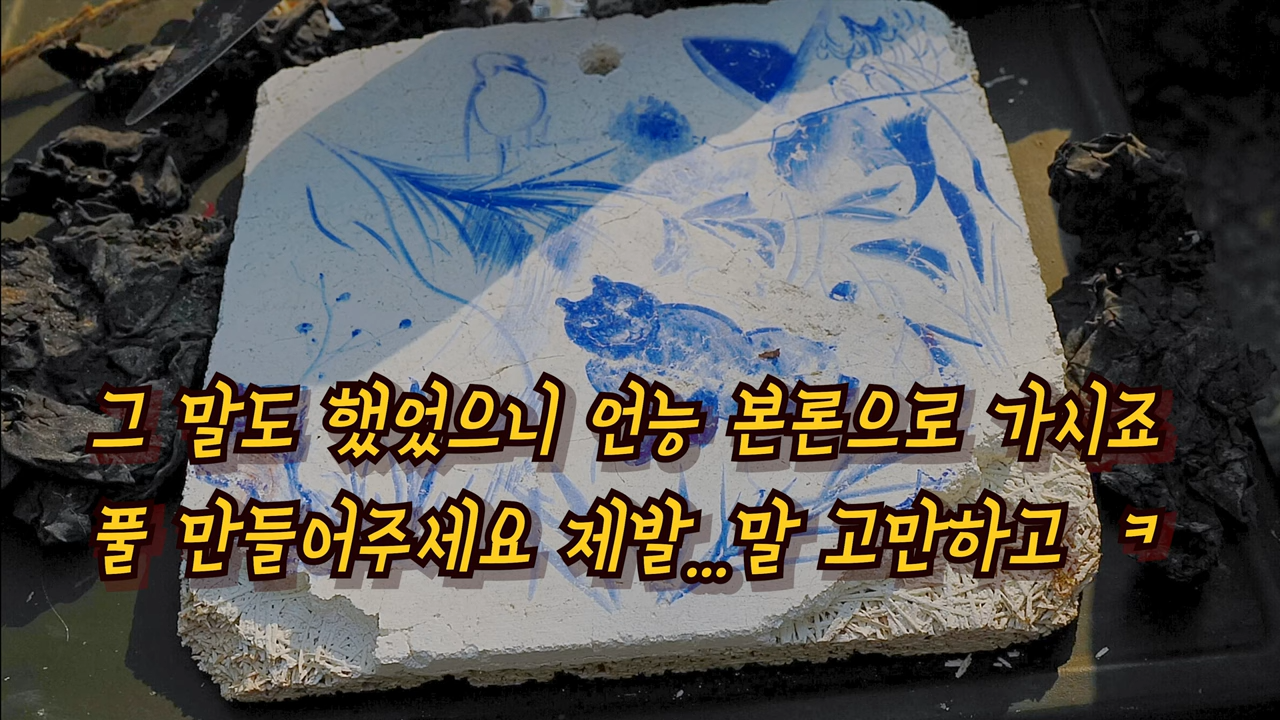 그 말도 했었으니 언능 본론으로 가시죠
풀 만들어주세요 제발...말 고만하고 ㅋ